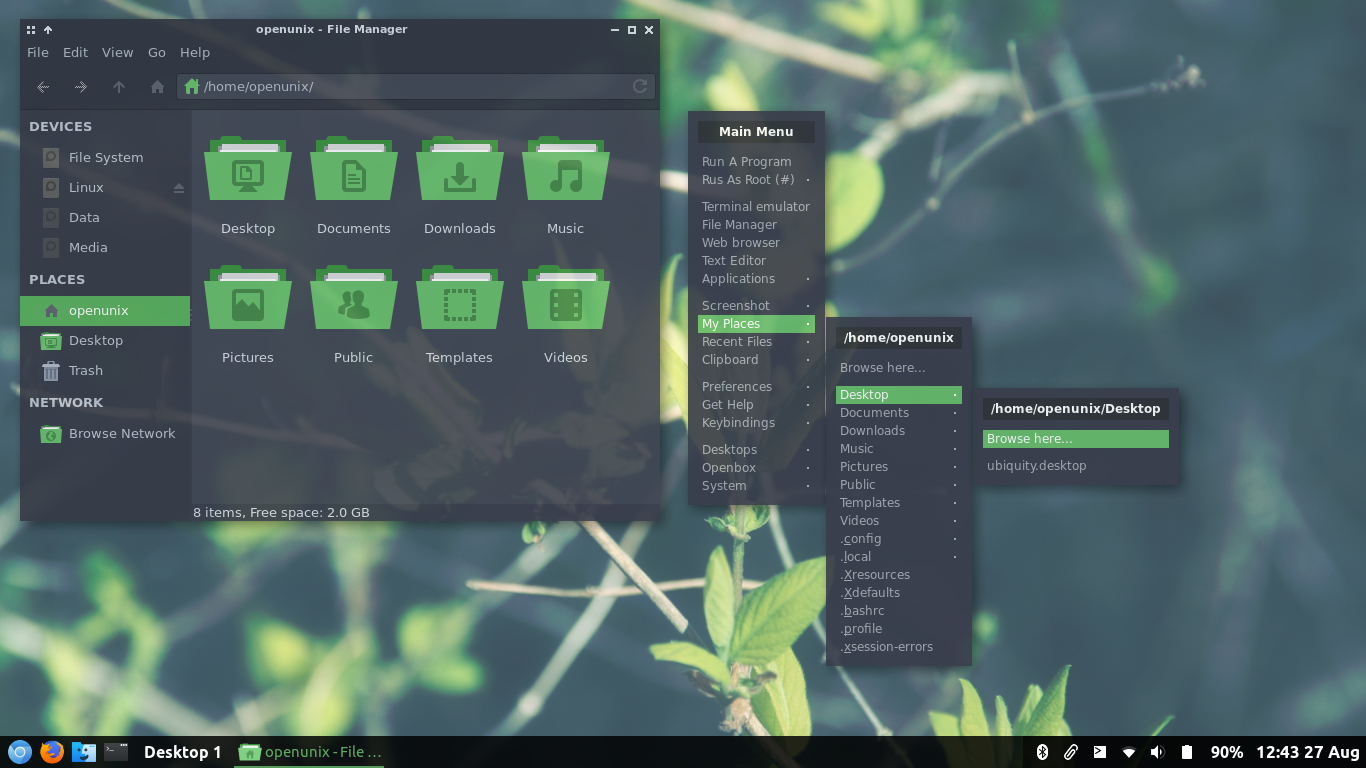 openunix - File Manager
File Edit View Go Help
/home/openunix/
DEVICES
File System
Linux
Data
Media
PLACES
openunix
Desktop
Trash
NETWORK
Browse Network
Desktop Documents Downloads Music
Pictures Public Templates Videos
8 items, Free space: 2.0 GB
Main Menu
Run A Program
Rus As Root (#)
Terminal emulator
File Manager
Web browser
Text Editor
Applications
Screenshot
My Places
Recent Files
Clipboard
Preferences
Get Help
Keybindings
Desktops
Openbox
System
/home/openunix
Browse here...
Desktop
Documents
Downloads
Music
Pictures
Public
Templates
Videos
.config
.local
.Xresources
.Xdefaults
.bashrc
.profile
.xsession-errors
/home/openunix/Desktop
Browse here...
ubiquity.desktop
Desktop 1 openunix - File ... 90% 12:43 27 Aug